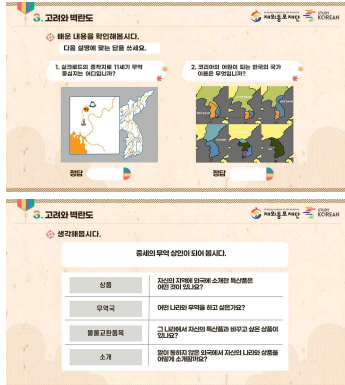 3. 고려와 벽란도
재외동포재단
STUDY KOREAN
배운 내용을 확인해봅시다.
다음 설명에 맞는 답을 쓰세요.
1. 실크로드의 종착지로 11세기 무역
중심지는 어디입니까?
2. 코리아의 어원이 되는 한국의 국가
이름은 무엇입니까?
정답
정답
3. 고려와 벽란도
재외동포재단
STUDY KOREAN
생각해봅시다.
중세의 무역 상인이 되어 봅시다.
상품
자신의 지역에 외국에 소개한 특산품은
어떤 것이 있나요?
무역국
어떤 나라와 무역을 하고 싶은가요?
물물교환품목
그 나라에서 자신의 특산품과 바꾸고 싶은 상품이
있나요?
소개
말이 통하지 않은 외국에서 자신의 나라와 상품을
어떻게 소개할까요?